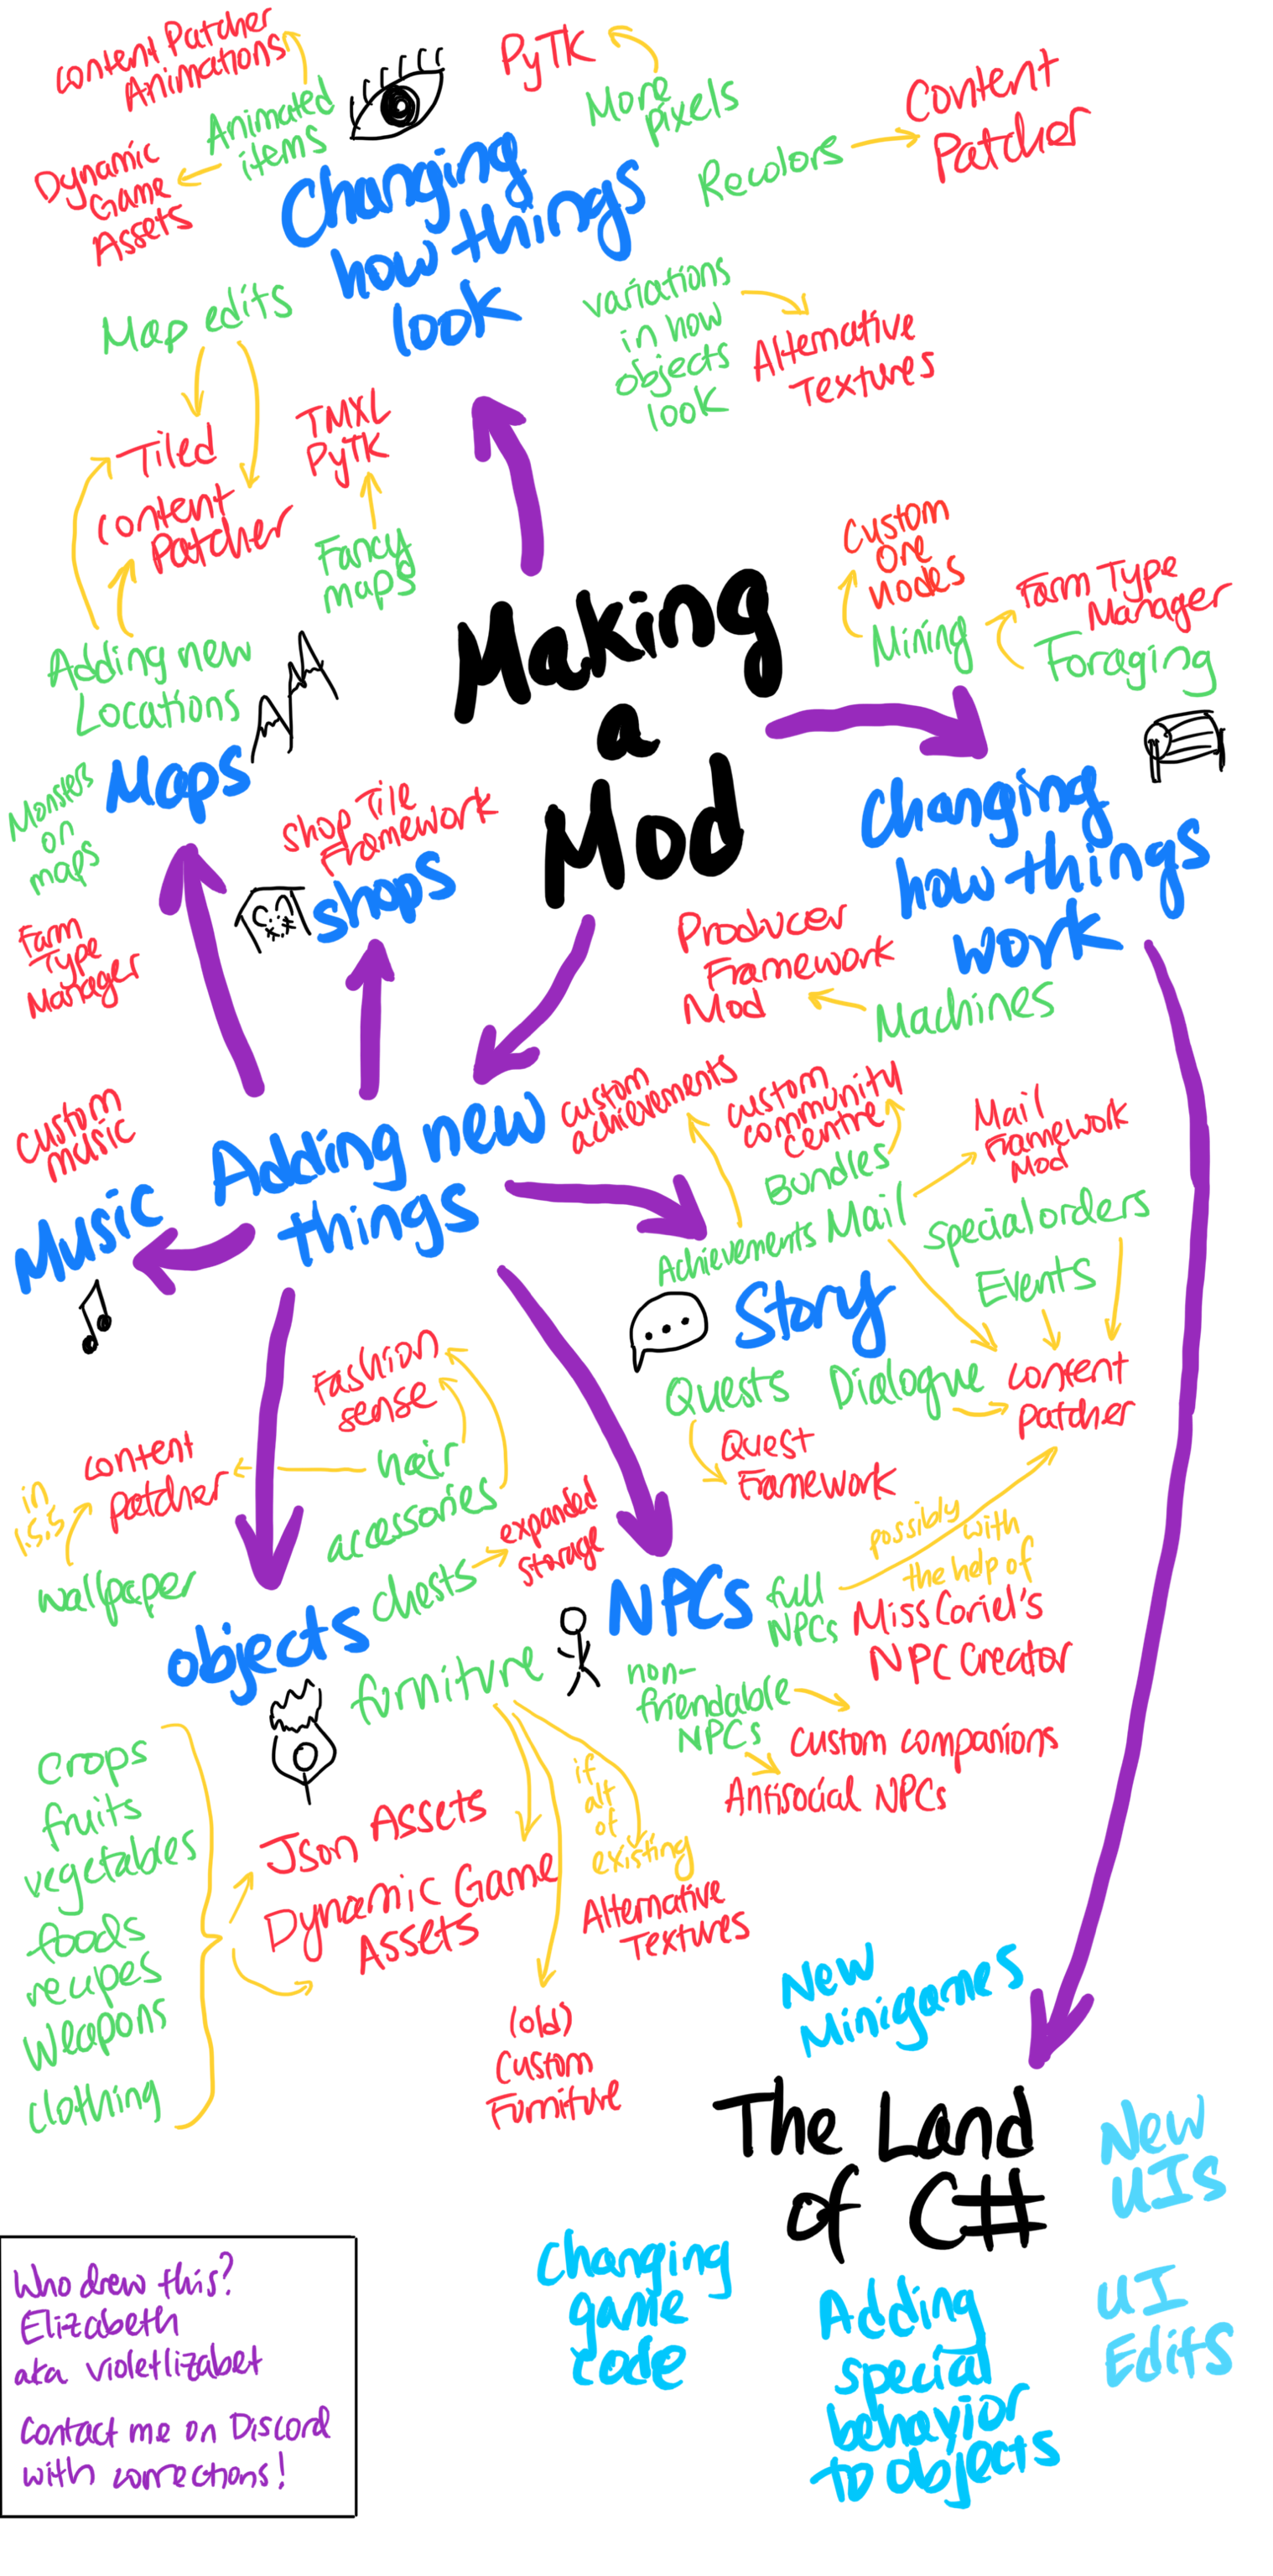 Content Patcher
Animations
Animated
items
Dynamic
Game
Assets
PyTK
More
pixels
Recolors
Content
Patcher
Changing
how things
look
variations
in how
objects
look
Alternative
Textures
Map edits
Tiled
Content
Patcher
TMXL
PyTK
Fancy
maps
Adding new
Locations
Maps
Monsters
on
maps
Farm
Type
Manager
Making
a
Mod
Custom
Ore
nodes
Mining
Farm Type
Manager
Foraging
Changing
how things
work
Producer
Framework
Mod
Machines
Shop Tile
Framework
shops
Adding new
things
custom
music
Music
custom
achievements
custom
community
centre
Bundles
Achievements
Mail
Mail
Framework
Mod
Special orders
Events
Story
Quests
Dialogue
content
patcher
Quest
Framework
Fashion
sense
hair
accessories
content
patcher
in
1.5.5
wallpaper
chests
expanded
storage
objects
furniture
NPCs
full
NPCs
possibly with
the help of
Miss Coriel's
NPC Creator
non-
friendable
NPCs
custom companions
Antisocial NPCs
crops
fruits
vegetables
foods
recipes
weapons
clothing
Json Assets
Dynamic Game
Assets
if
alt
of
existing
Alternative
Textures
(old)
Custom
Furniture
New
Minigames
The Land
of C#
New
UIs
UI
Edits
Changing
game
code
Adding
special
behavior
to objects
Who drew this?
Elizabeth
aka violetlizabet
Contact me on Discord
with corrections!